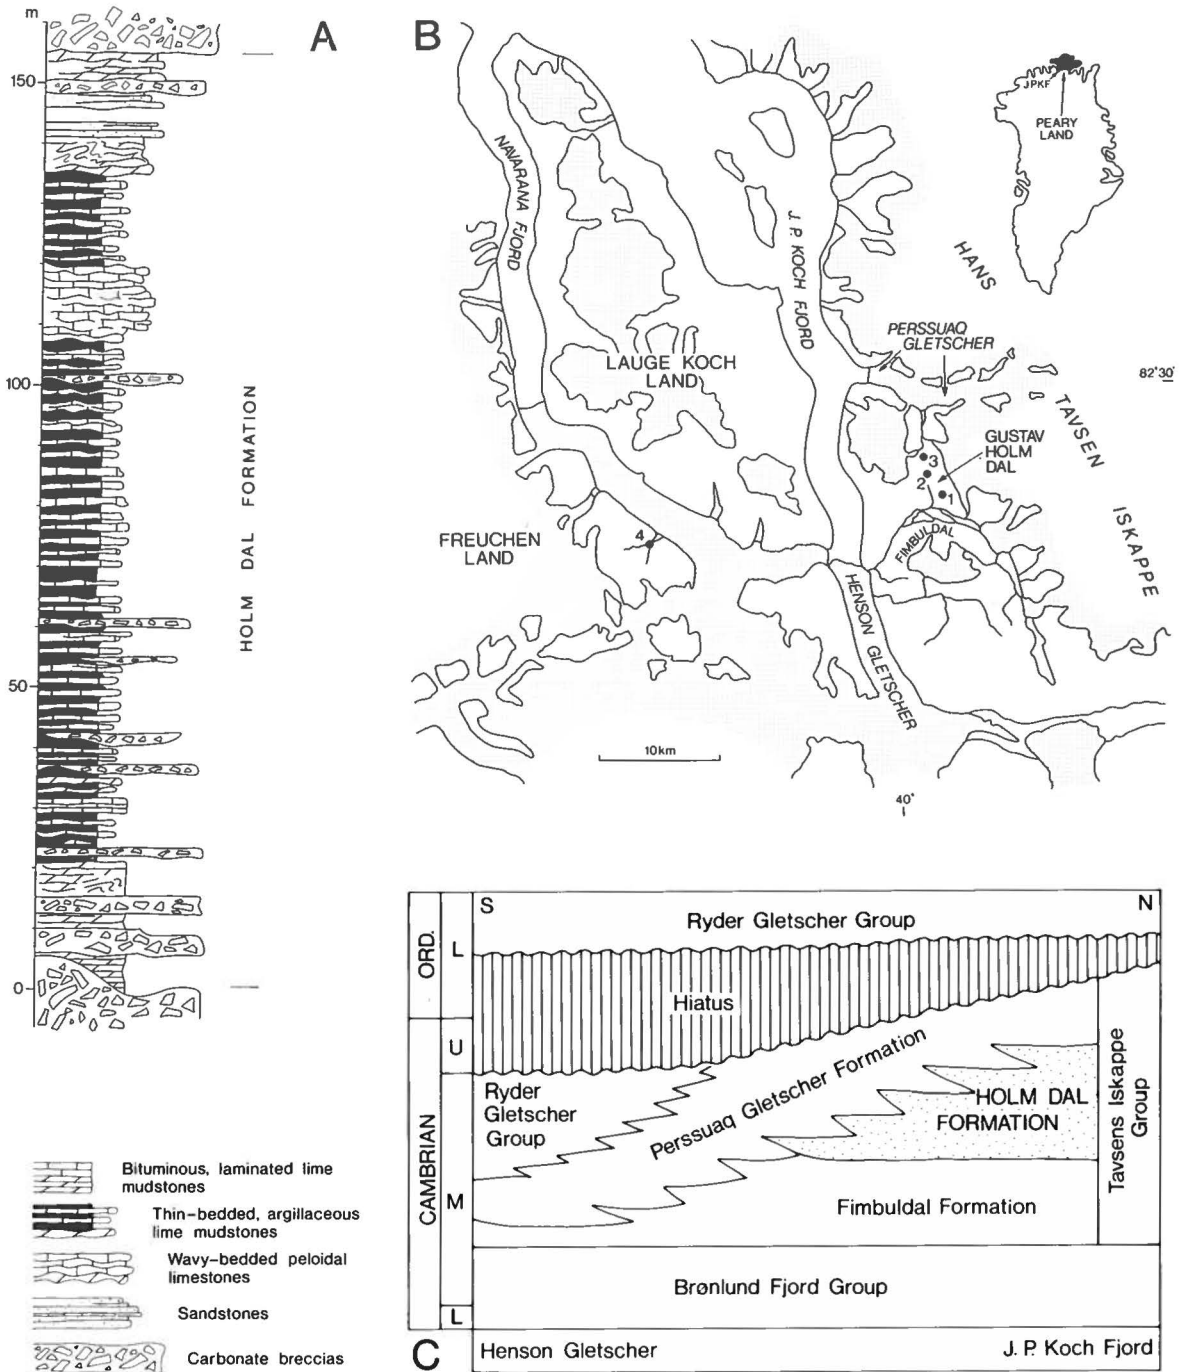 m
A
150
100
50
0
HOLM DAL FORMATION
Bituminous, laminated lime
mudstones
Thin-bedded, argillaceous
lime mudstones
Wavy-bedded peloidal
limestones
Sandstones
Carbonate breccias
B
NAVARANA FJORD
J. P. KOCH FJORD
LAUGE KOCH
LAND
PERSSUAQ
GLETSCHER
HANS
TAVSEN
ISKAPPE
GUSTAV
HOLM
DAL
3
2
1
FIMBULDAL
FREUCHEN
LAND
4
HENSON GLETSCHER
10km
82°30'
40°
JPKF
PEARY
LAND
C
S
N
ORD.
L
CAMBRIAN
U
M
L
Ryder Gletscher Group
Hiatus
Ryder
Gletscher
Group
Perssuaq Gletscher Formation
HOLM DAL
FORMATION
Fimbuldal Formation
Tavsens Iskappe
Group
Brønlund Fjord Group
Henson Gletscher
J. P. Koch Fjord